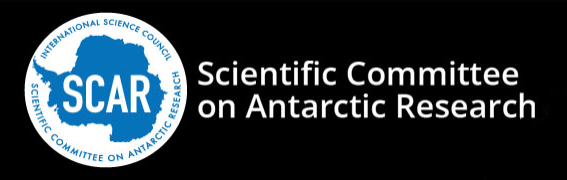 INTERNATIONAL SCIENCE COUNCIL
SCAR
SCIENTIFIC COMMITTEE ON ANTARCTIC RESEARCH
Scientific Committee
on Antarctic Research